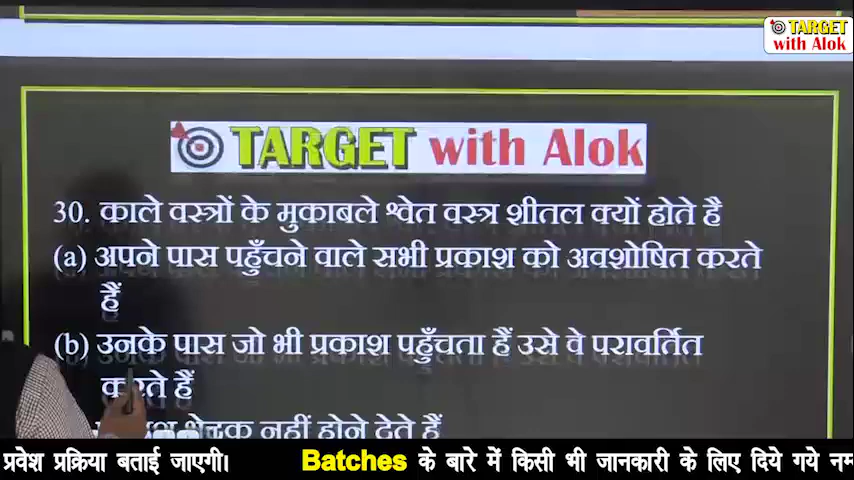 TARGET
with Alok
TARGET with Alok
30. काले वस्त्रों के मुकाबले श्वेत वस्त्र शीतल क्यों होते है
(a) अपने पास पहुँचने वाले सभी प्रकाश को अवशोषित करते
हैं
(b) उनके पास जो भी प्रकाश पहुँचता हैं उसे वे परावर्तित
करते हैं
नहीं होने देते हैं
प्रवेश प्रक्रिया बताई जाएगी। Batches के बारे में किसी भी जानकारी के लिए दिये गये नम